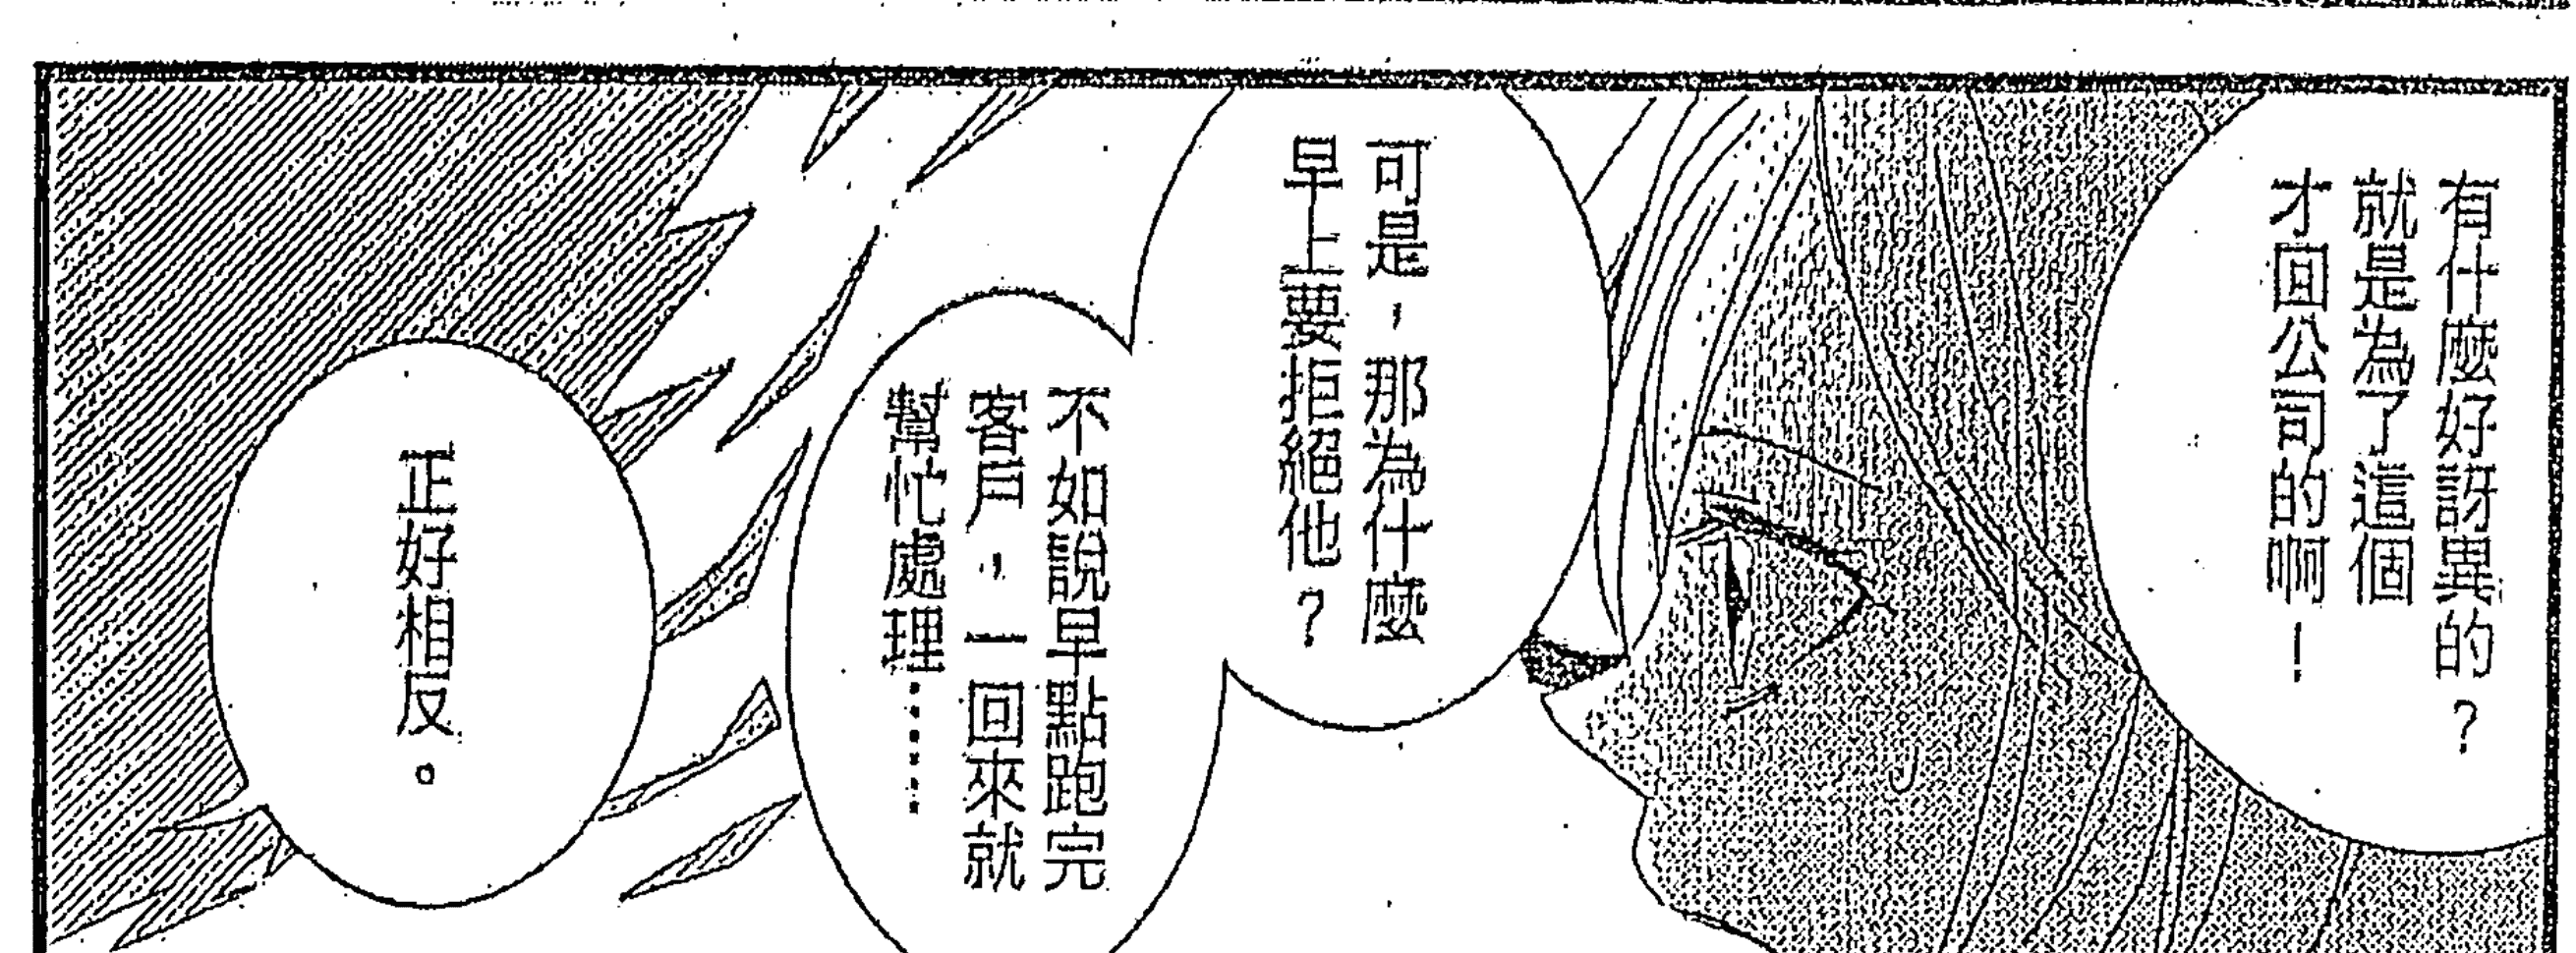 有什麼好訝異的？
就是為了這個
才回公司的啊！
可是，那為什麼
早上要拒絕他？
不如說早點跑完
客戶，一回來就
幫忙處理⋯⋯
正好相反。